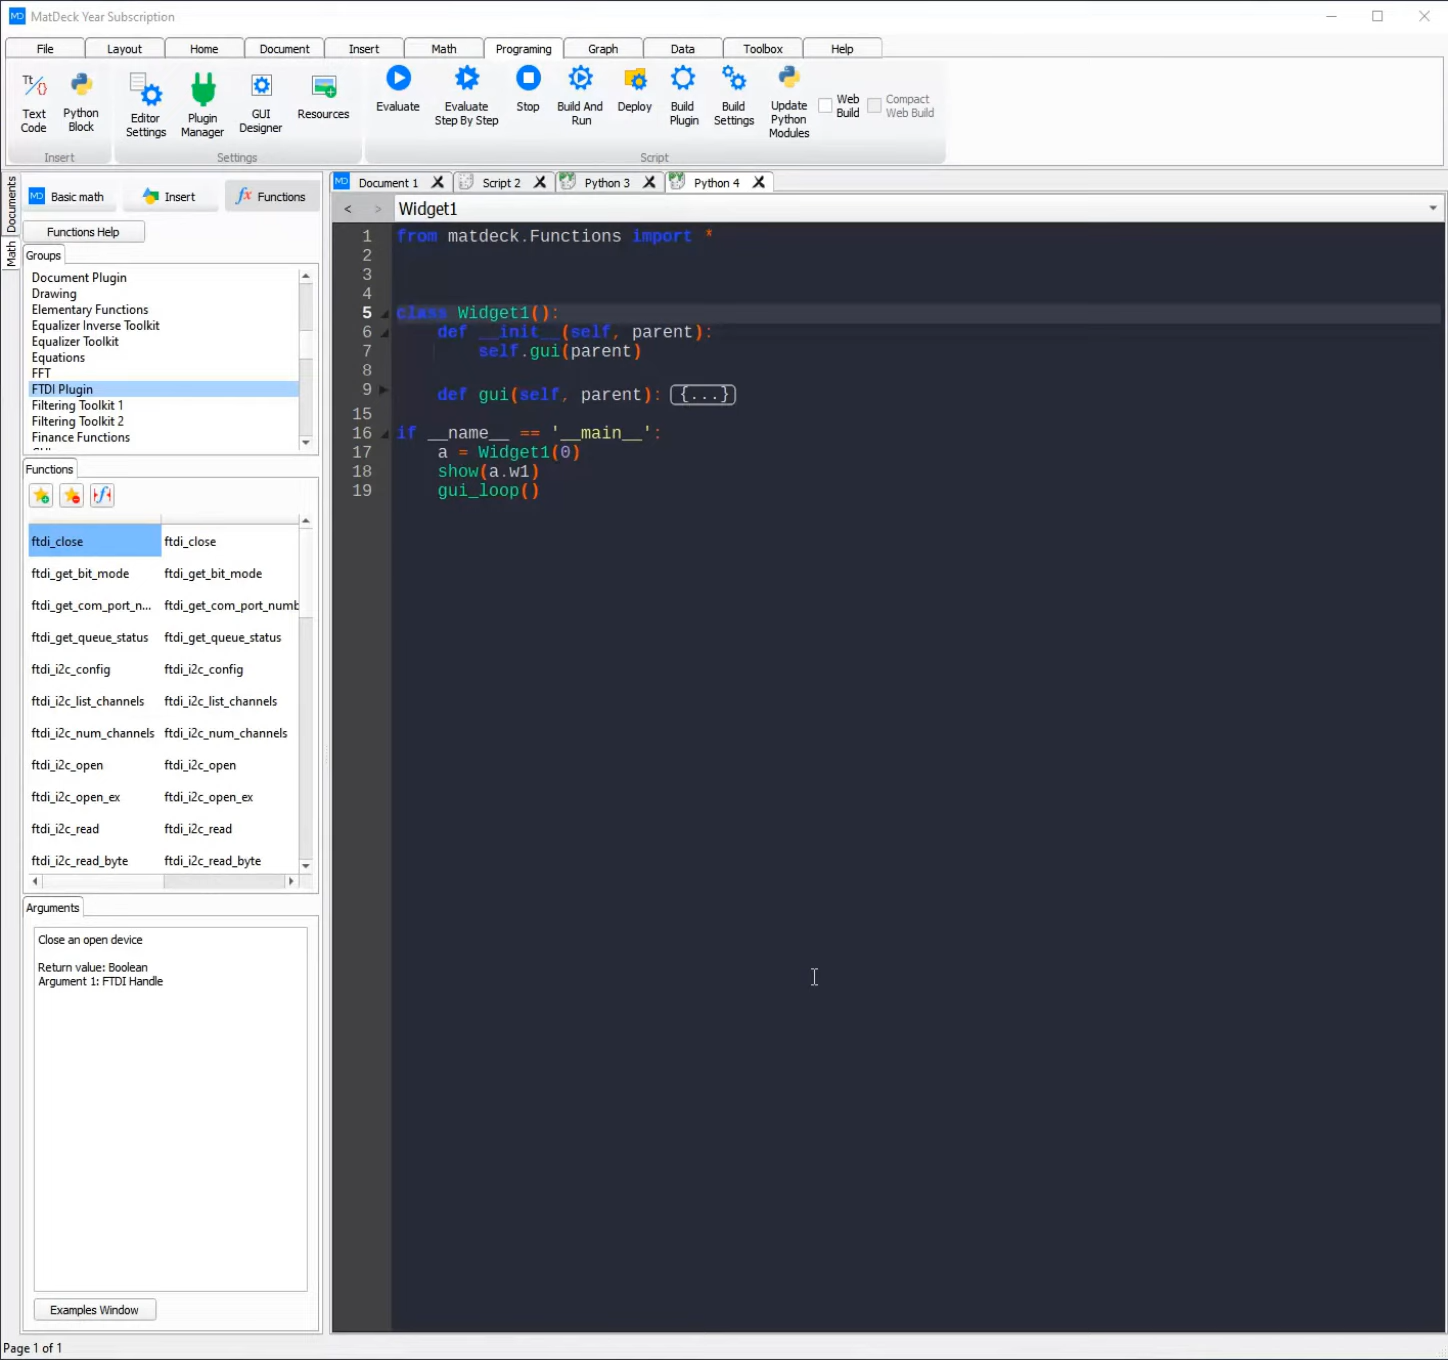 MD MatDeck Year Subscription
File Layout Home Document Insert Math Programing Graph Data Toolbox Help
Tt {}
Text Code
Python Block
Insert
Editor Settings
Plugin Manager
GUI Designer
Resources
Settings
Evaluate
Evaluate Step By Step
Stop
Build And Run
Deploy
Build Plugin
Build Settings
Update Python Modules
Web Build
Compact Web Build
Script
Documents
Math
MD Basic math
Insert
fx Functions
Functions Help
Groups
Document Plugin
Drawing
Elementary Functions
Equalizer Inverse Toolkit
Equalizer Toolkit
Equations
FFT
FTDI Plugin
Filtering Toolkit 1
Filtering Toolkit 2
Finance Functions
Functions
ftdi_close ftdi_close
ftdi_get_bit_mode ftdi_get_bit_mode
ftdi_get_com_port_n... ftdi_get_com_port_numb
ftdi_get_queue_status ftdi_get_queue_status
ftdi_i2c_config ftdi_i2c_config
ftdi_i2c_list_channels ftdi_i2c_list_channels
ftdi_i2c_num_channels ftdi_i2c_num_channels
ftdi_i2c_open ftdi_i2c_open
ftdi_i2c_open_ex ftdi_i2c_open_ex
ftdi_i2c_read ftdi_i2c_read
ftdi_i2c_read_byte ftdi_i2c_read_byte
Arguments
Close an open device
Return value: Boolean
Argument 1: FTDI Handle
Examples Window
MD Document 1 X Script 2 X Python 3 X Python 4 X
< > Widget1
1 from matdeck.Functions import *
2
3
4
5 class Widget1():
6 def __init__(self, parent):
7 self.gui(parent)
8
9 def gui(self, parent): {...}
15
16 if __name__ == '__main__':
17 a = Widget1(0)
18 show(a.w1)
19 gui_loop()
Page 1 of 1